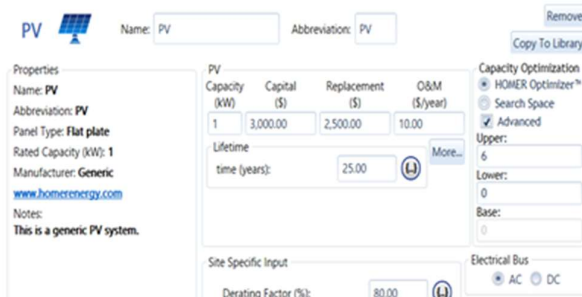 Remove
PV Name: PV Abbreviation: PV
Copy To Library
Properties
Name: PV
Abbreviation: PV
Panel Type: Flat plate
Rated Capacity (kW): 1
Manufacturer: Generic
www.homerenergy.com
Notes:
This is a generic PV system.
PV
Capacity (kW) Capital ($) Replacement ($) O&M ($/year)
1 3,000.00 2,500.00 10.00
Lifetime
time (years): 25.00 (..)
More...
Site Specific Input
Derating Factor (%): 80.00 (..)
Capacity Optimization
HOMER Optimizer™
Search Space
Advanced
Upper:
6
Lower:
0
Base:
0
Electrical Bus
AC DC